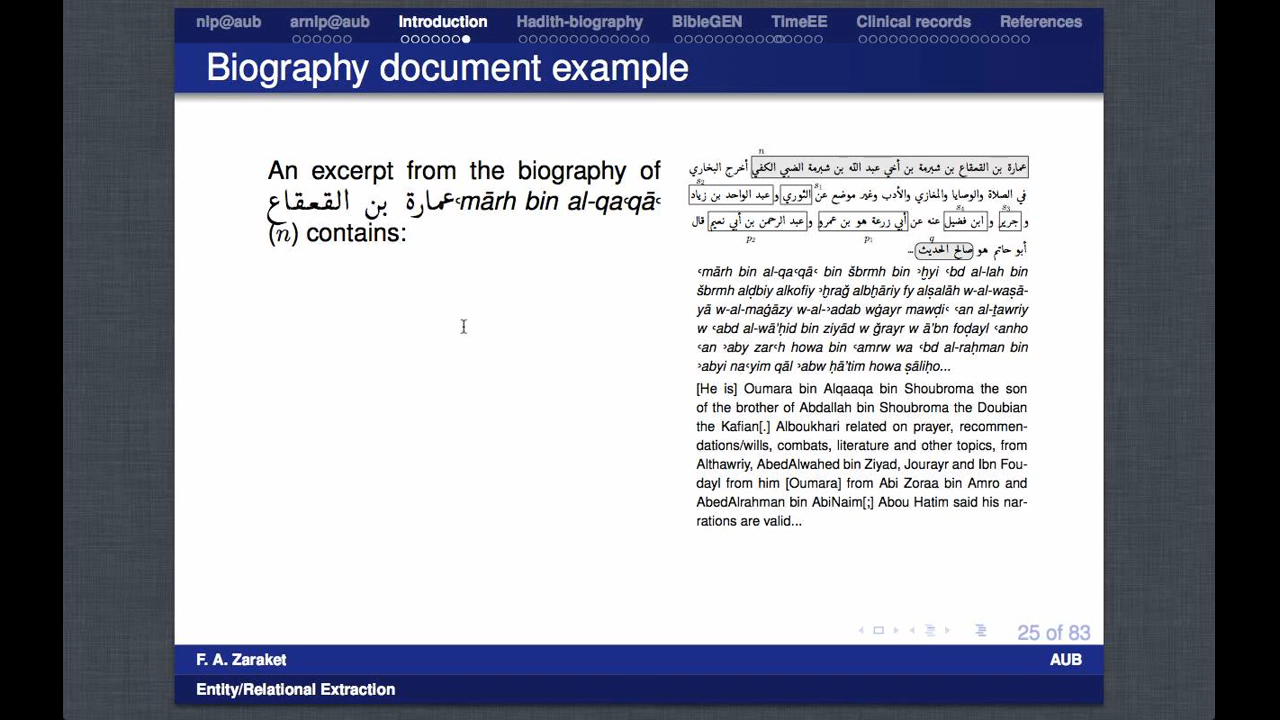 nlp@aub arnlp@aub Introduction Hadith-biography BibleGEN TimeEE Clinical records References
Biography document example
An excerpt from the biography of
عمارة بن القعقاع ʿmārh bin al-qaʿqāʿ
(n) contains:
n
عمارة بن القعقاع بن شبرمة بن أخي عبد الله بن شبرمة الضبي الكفي أخرج البخاري
في الصلاة والوصايا والمغازي والأدب وغير موضع عن الثوري و عبد الواحد بن زياد
s1 s2
و جرير و ابن فضيل عنه عن أبي زرعة هو بن عمرو و عبد الرحمن بن أبي نعيم قال
s3 s4
p1 p2
أبو حاتم هو صالح الحديث ...
q
ʿmārh bin al-qaʿqāʿ bin šbrmh bin ʾḫyi ʿbd al-lah bin
šbrmh alḍbiy alkofiy ʾḫrağ albḫāriy fy alṣalāh w-al-waṣā-
yā w-al-maġāzy w-al-ʾadab wġayr mawḍiʿ ʿan al-ṯawriy
w ʿabd al-wāʾḥid bin ziyād w ğrayr w āʾbn foḍayl ʿanho
ʿan ʾaby zarʿh howa bin ʿamrw wa ʿbd al-raḥman bin
ʾabyi naʿyim qāl ʾabw ḥāʾtim howa ṣāliḥo...
[He is] Oumara bin Alqaaqa bin Shoubroma the son
of the brother of Abdallah bin Shoubroma the Doubian
the Kafian[.] Alboukhari related on prayer, recommen-
dations/wills, combats, literature and other topics, from
Althawriy, AbedAlwahed bin Ziyad, Jourayr and Ibn Fou-
dayl from him [Oumara] from Abi Zoraa bin Amro and
AbedAlrahman bin AbiNaim[;] Abou Hatim said his nar-
rations are valid...
25 of 83
F. A. Zaraket AUB
Entity/Relational Extraction